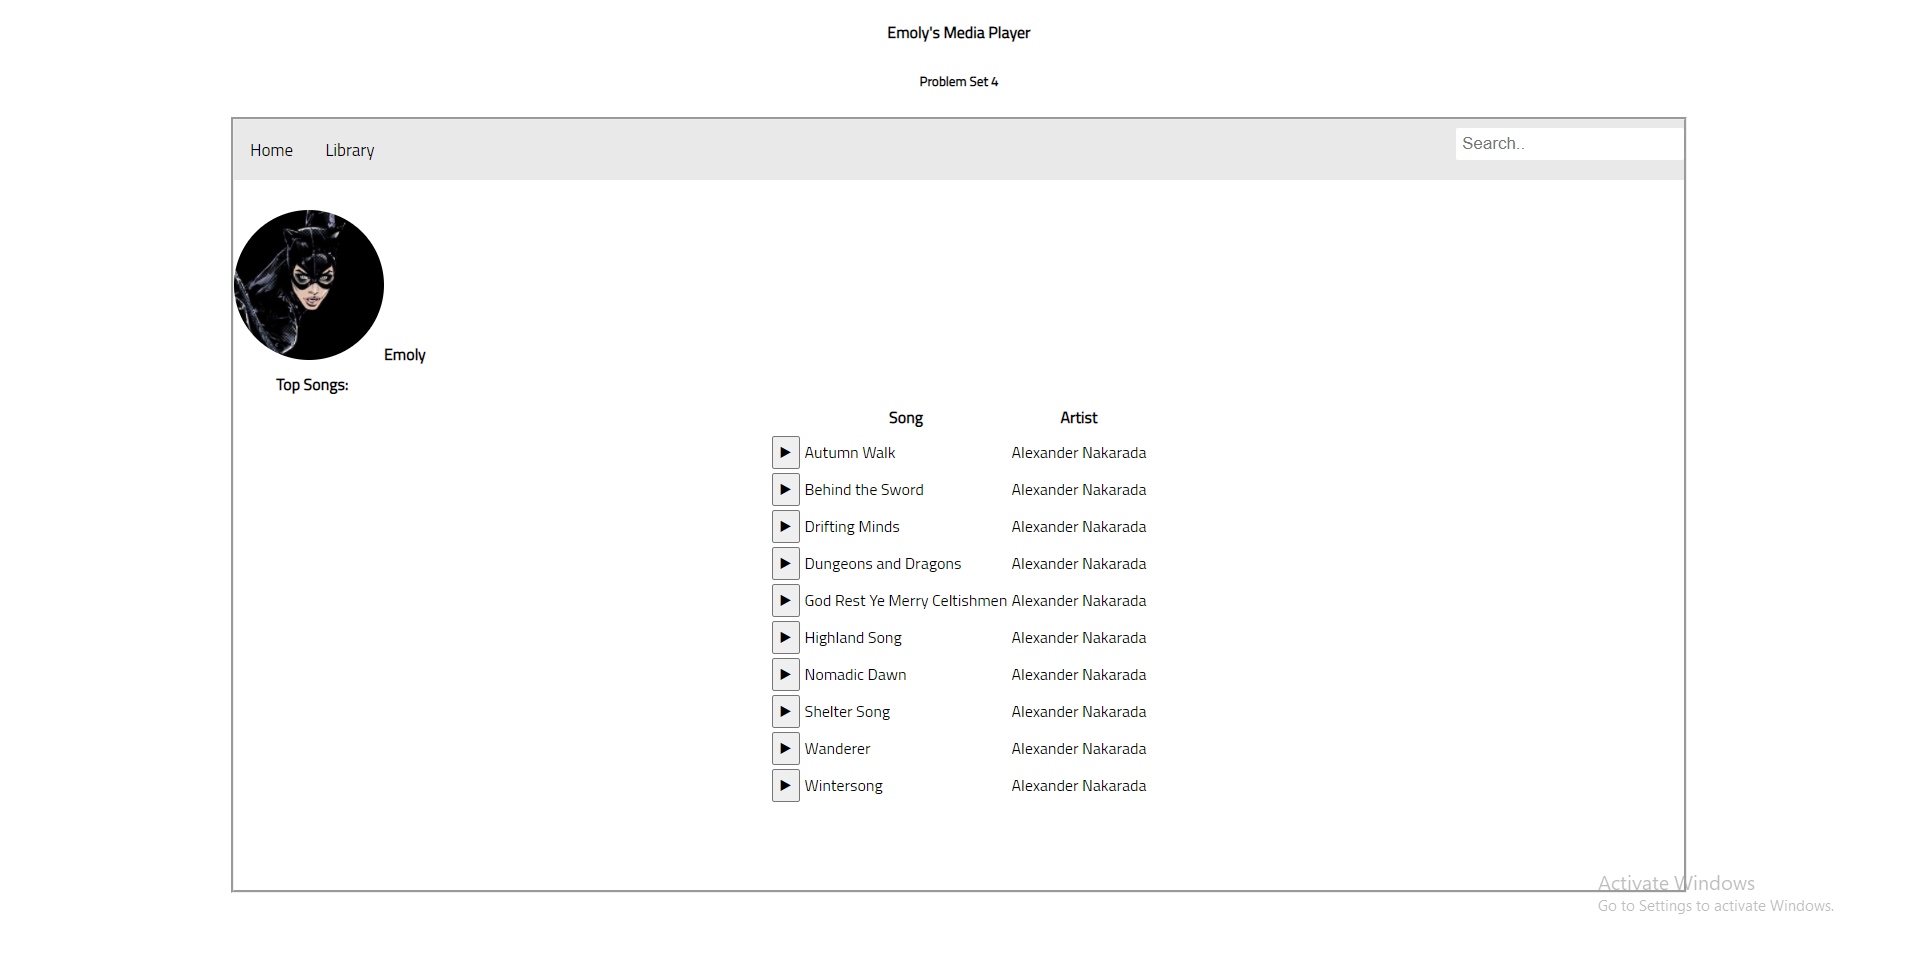 Emoly's Media Player
Problem Set 4
Home Library Search..
Emoly
Top Songs:
Song Artist
Autumn Walk Alexander Nakarada
Behind the Sword Alexander Nakarada
Drifting Minds Alexander Nakarada
Dungeons and Dragons Alexander Nakarada
God Rest Ye Merry Celtishmen Alexander Nakarada
Highland Song Alexander Nakarada
Nomadic Dawn Alexander Nakarada
Shelter Song Alexander Nakarada
Wanderer Alexander Nakarada
Wintersong Alexander Nakarada
Activate Windows
Go to Settings to activate Windows.